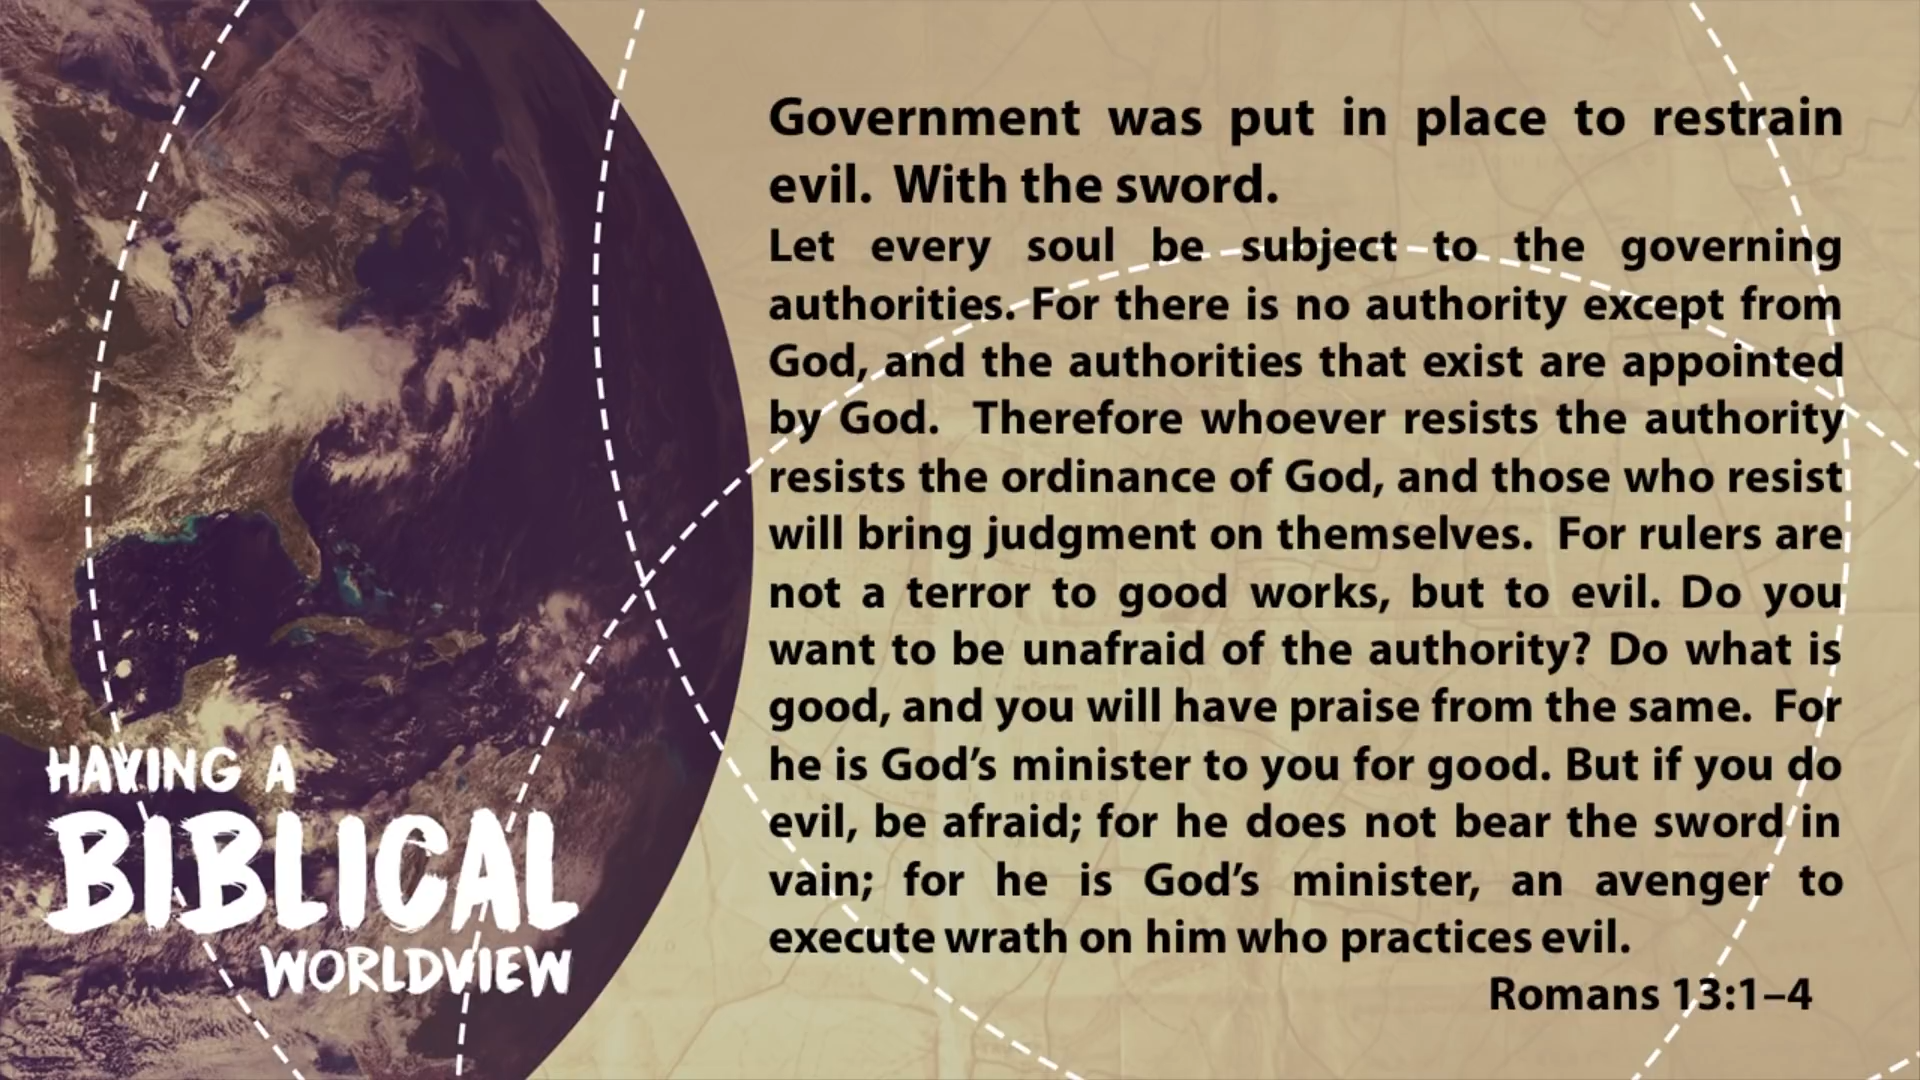 Government was put in place to restrain
evil. With the sword.
Let every soul be subject to the governing
authorities. For there is no authority except from
God, and the authorities that exist are appointed
by God. Therefore whoever resists the authority
resists the ordinance of God, and those who resist
will bring judgment on themselves. For rulers are
not a terror to good works, but to evil. Do you
want to be unafraid of the authority? Do what is
good, and you will have praise from the same. For
he is God's minister to you for good. But if you do
evil, be afraid; for he does not bear the sword in
vain; for he is God's minister, an avenger to
execute wrath on him who practices evil.
Romans 13:1–4
HAVING A
BIBLICAL
WORLDVIEW